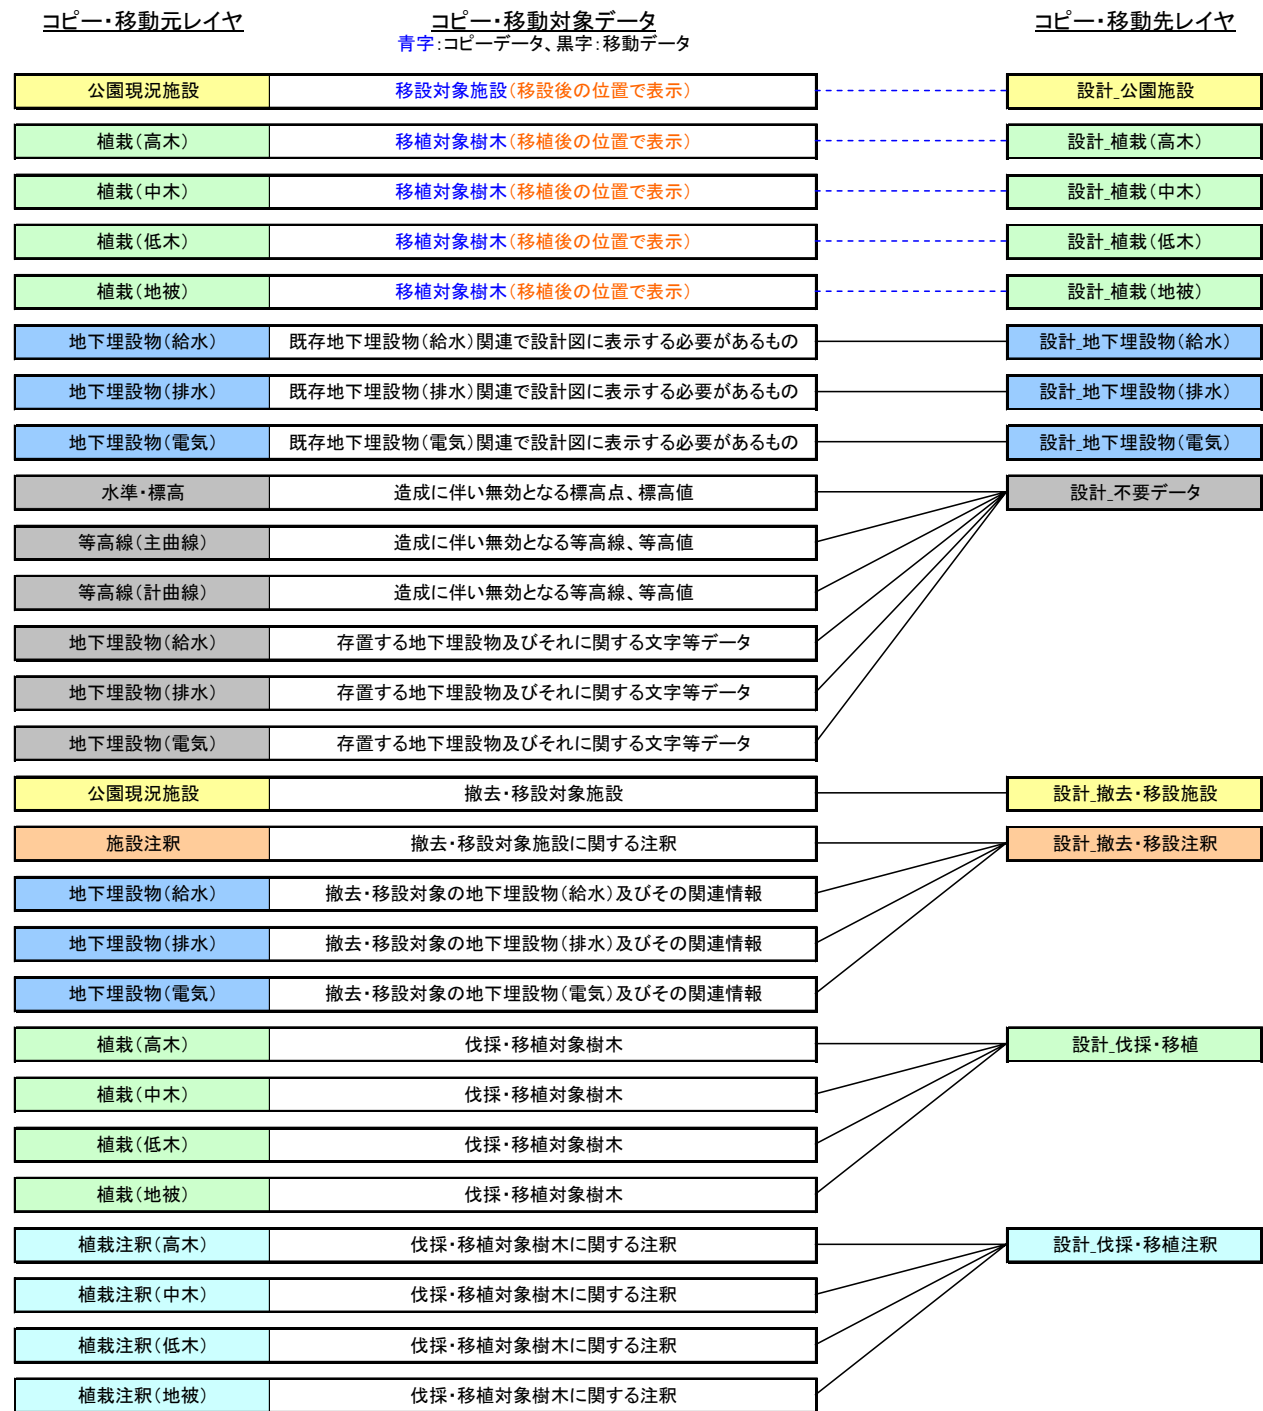 コピー・移動元レイヤ コピー・移動対象データ コピー・移動先レイヤ
青字:コピーデータ、黒字:移動データ
公園現況施設 移設対象施設(移設後の位置で表示) 設計_公園施設
植栽(高木) 移植対象樹木(移植後の位置で表示) 設計_植栽(高木)
植栽(中木) 移植対象樹木(移植後の位置で表示) 設計_植栽(中木)
植栽(低木) 移植対象樹木(移植後の位置で表示) 設計_植栽(低木)
植栽(地被) 移植対象樹木(移植後の位置で表示) 設計_植栽(地被)
地下埋設物(給水) 既存地下埋設物(給水)関連で設計図に表示する必要があるもの 設計_地下埋設物(給水)
地下埋設物(排水) 既存地下埋設物(排水)関連で設計図に表示する必要があるもの 設計_地下埋設物(排水)
地下埋設物(電気) 既存地下埋設物(電気)関連で設計図に表示する必要があるもの 設計_地下埋設物(電気)
水準・標高 造成に伴い無効となる標高点、標高値 設計_不要データ
等高線(主曲線) 造成に伴い無効となる等高線、等高値
等高線(計曲線) 造成に伴い無効となる等高線、等高値
地下埋設物(給水) 存置する地下埋設物及びそれに関する文字等データ
地下埋設物(排水) 存置する地下埋設物及びそれに関する文字等データ
地下埋設物(電気) 存置する地下埋設物及びそれに関する文字等データ
公園現況施設 撤去・移設対象施設 設計_撤去・移設施設
施設注釈 撤去・移設対象施設に関する注釈 設計_撤去・移設注釈
地下埋設物(給水) 撤去・移設対象の地下埋設物(給水)及びその関連情報
地下埋設物(排水) 撤去・移設対象の地下埋設物(排水)及びその関連情報
地下埋設物(電気) 撤去・移設対象の地下埋設物(電気)及びその関連情報
植栽(高木) 伐採・移植対象樹木 設計_伐採・移植
植栽(中木) 伐採・移植対象樹木
植栽(低木) 伐採・移植対象樹木
植栽(地被) 伐採・移植対象樹木
植栽注釈(高木) 伐採・移植対象樹木に関する注釈 設計_伐採・移植注釈
植栽注釈(中木) 伐採・移植対象樹木に関する注釈
植栽注釈(低木) 伐採・移植対象樹木に関する注釈
植栽注釈(地被) 伐採・移植対象樹木に関する注釈